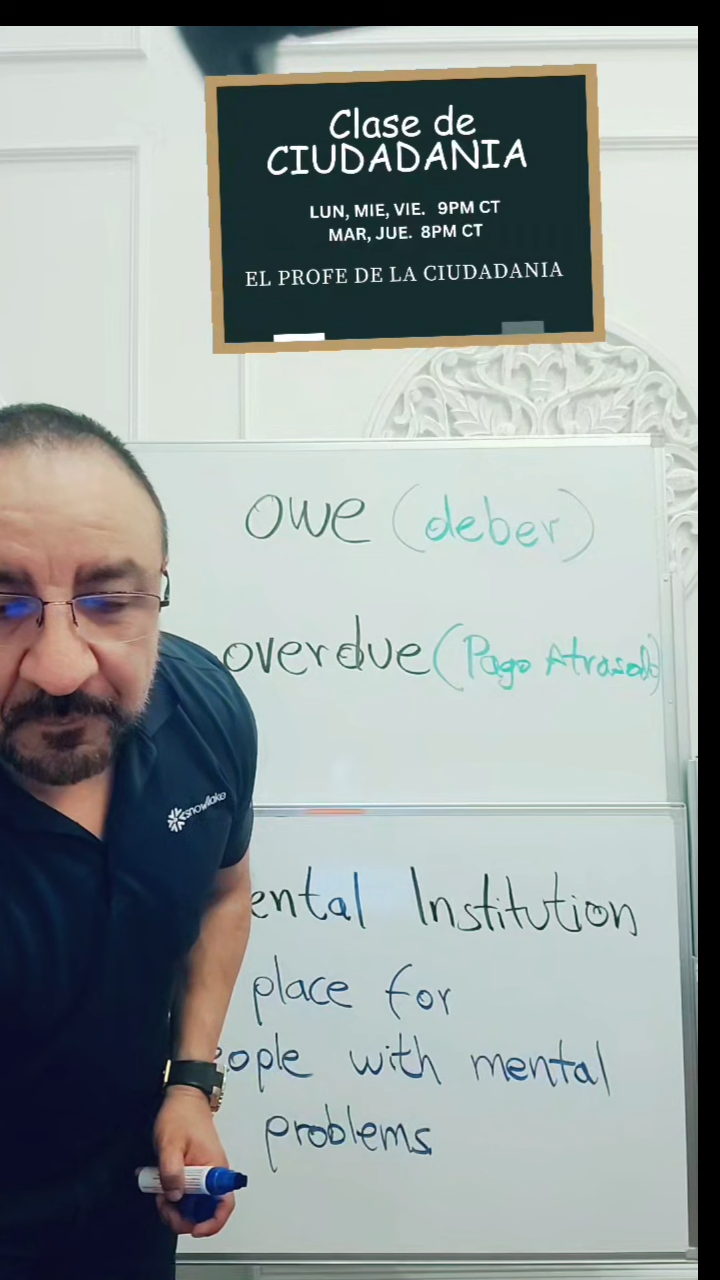 Clase de
CIUDADANIA
LUN, MIE, VIE. 9PM CT
MAR, JUE. 8PM CT
EL PROFE DE LA CIUDADANIA
owe (deber)
overdue (Pago Atrasado)
snowflake
ental Institution
place for
eople with mental
problems